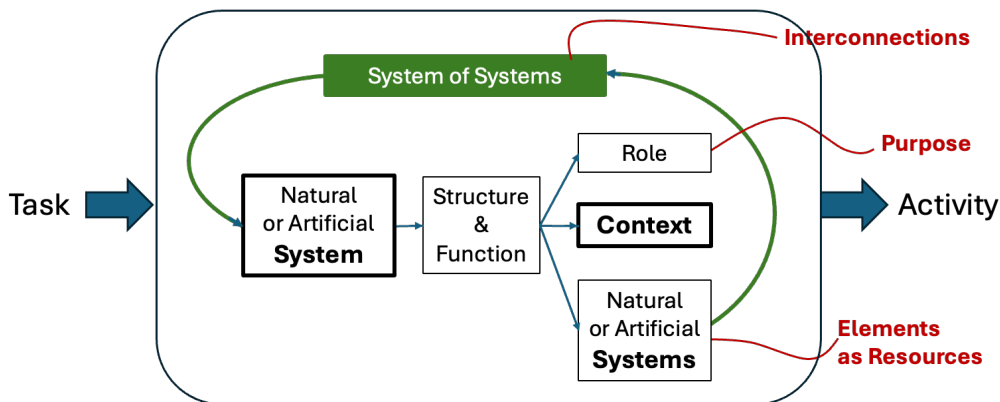 System of Systems
Interconnections
Task
Natural
or Artificial
System
Structure
&
Function
Role
Purpose
Context
Activity
Natural
or Artificial
Systems
Elements
as Resources